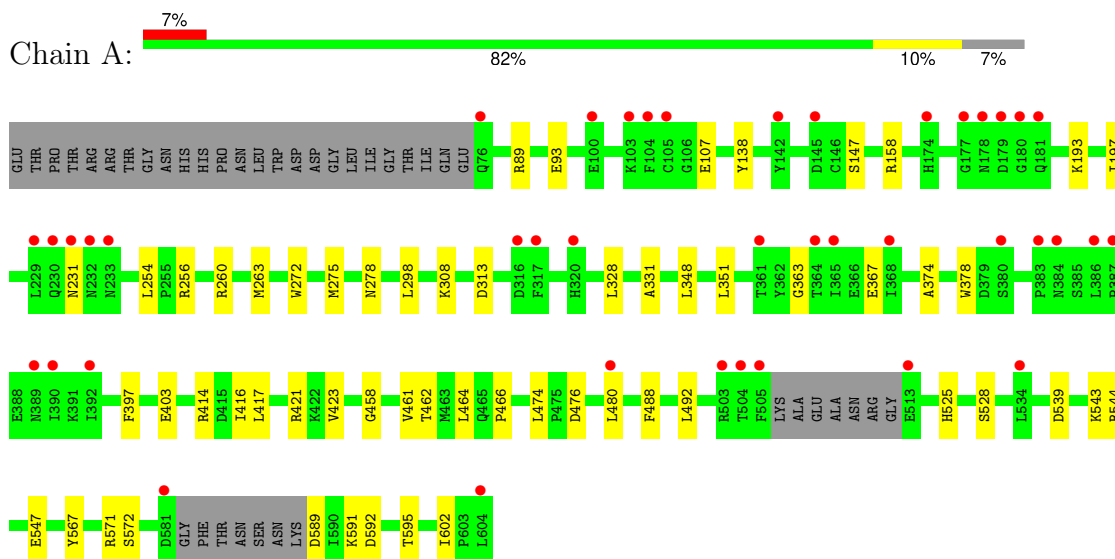 7%
Chain A:
82% 10% 7%
GLU THR PRO THR ARG ARG THR GLY ASN HIS HIS PRO ASN LEU TRP ASP ASP GLY LEU ILE GLY THR ILE GLN GLU Q76 R89 E93 E100 K103 F104 C105 G106 E107 Y138 Y142 D145 C146 S147 R158 H174 G177 N178 D179 G180 Q181 K193 I197
L229 Q230 N231 N232 N233 L254 P255 R256 R260 M263 W272 M275 N278 L298 K308 D313 D316 F317 H320 L328 A331 L348 L351 T361 Y362 G363 T364 I365 E366 E367 I368 A374 W378 D379 S380 P383 N384 S385 L386
E388 N389 I390 K391 I392 F397 E403 R414 D415 I416 L417 R421 K422 V423 G458 V461 T462 M463 L464 Q465 P466 L474 P475 D476 L480 F488 L492 R503 T504 F505 LYS ALA GLU ALA ASN ARG GLY E513 H525 S528 L534 D539 K543
E547 Y567 R571 S572 D581 GLY PHE THR ASN SER ASN LYS D589 I590 K591 D592 T595 I602 P603 L604